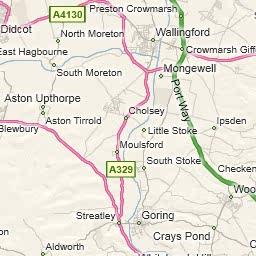 Preston Crowmarsh
A4130
Didcot
North Moreton
Wallingford
East Hagbourne
Crowmarsh Giff
South Moreton
Mongewell
Port Way
Aston Upthorpe
Cholsey
Aston Tirrold
Blewbury
Little Stoke
Ipsden
Moulsford
A329
South Stoke
Checken
Woo
Streatley
Goring
Crays Pond
Aldworth